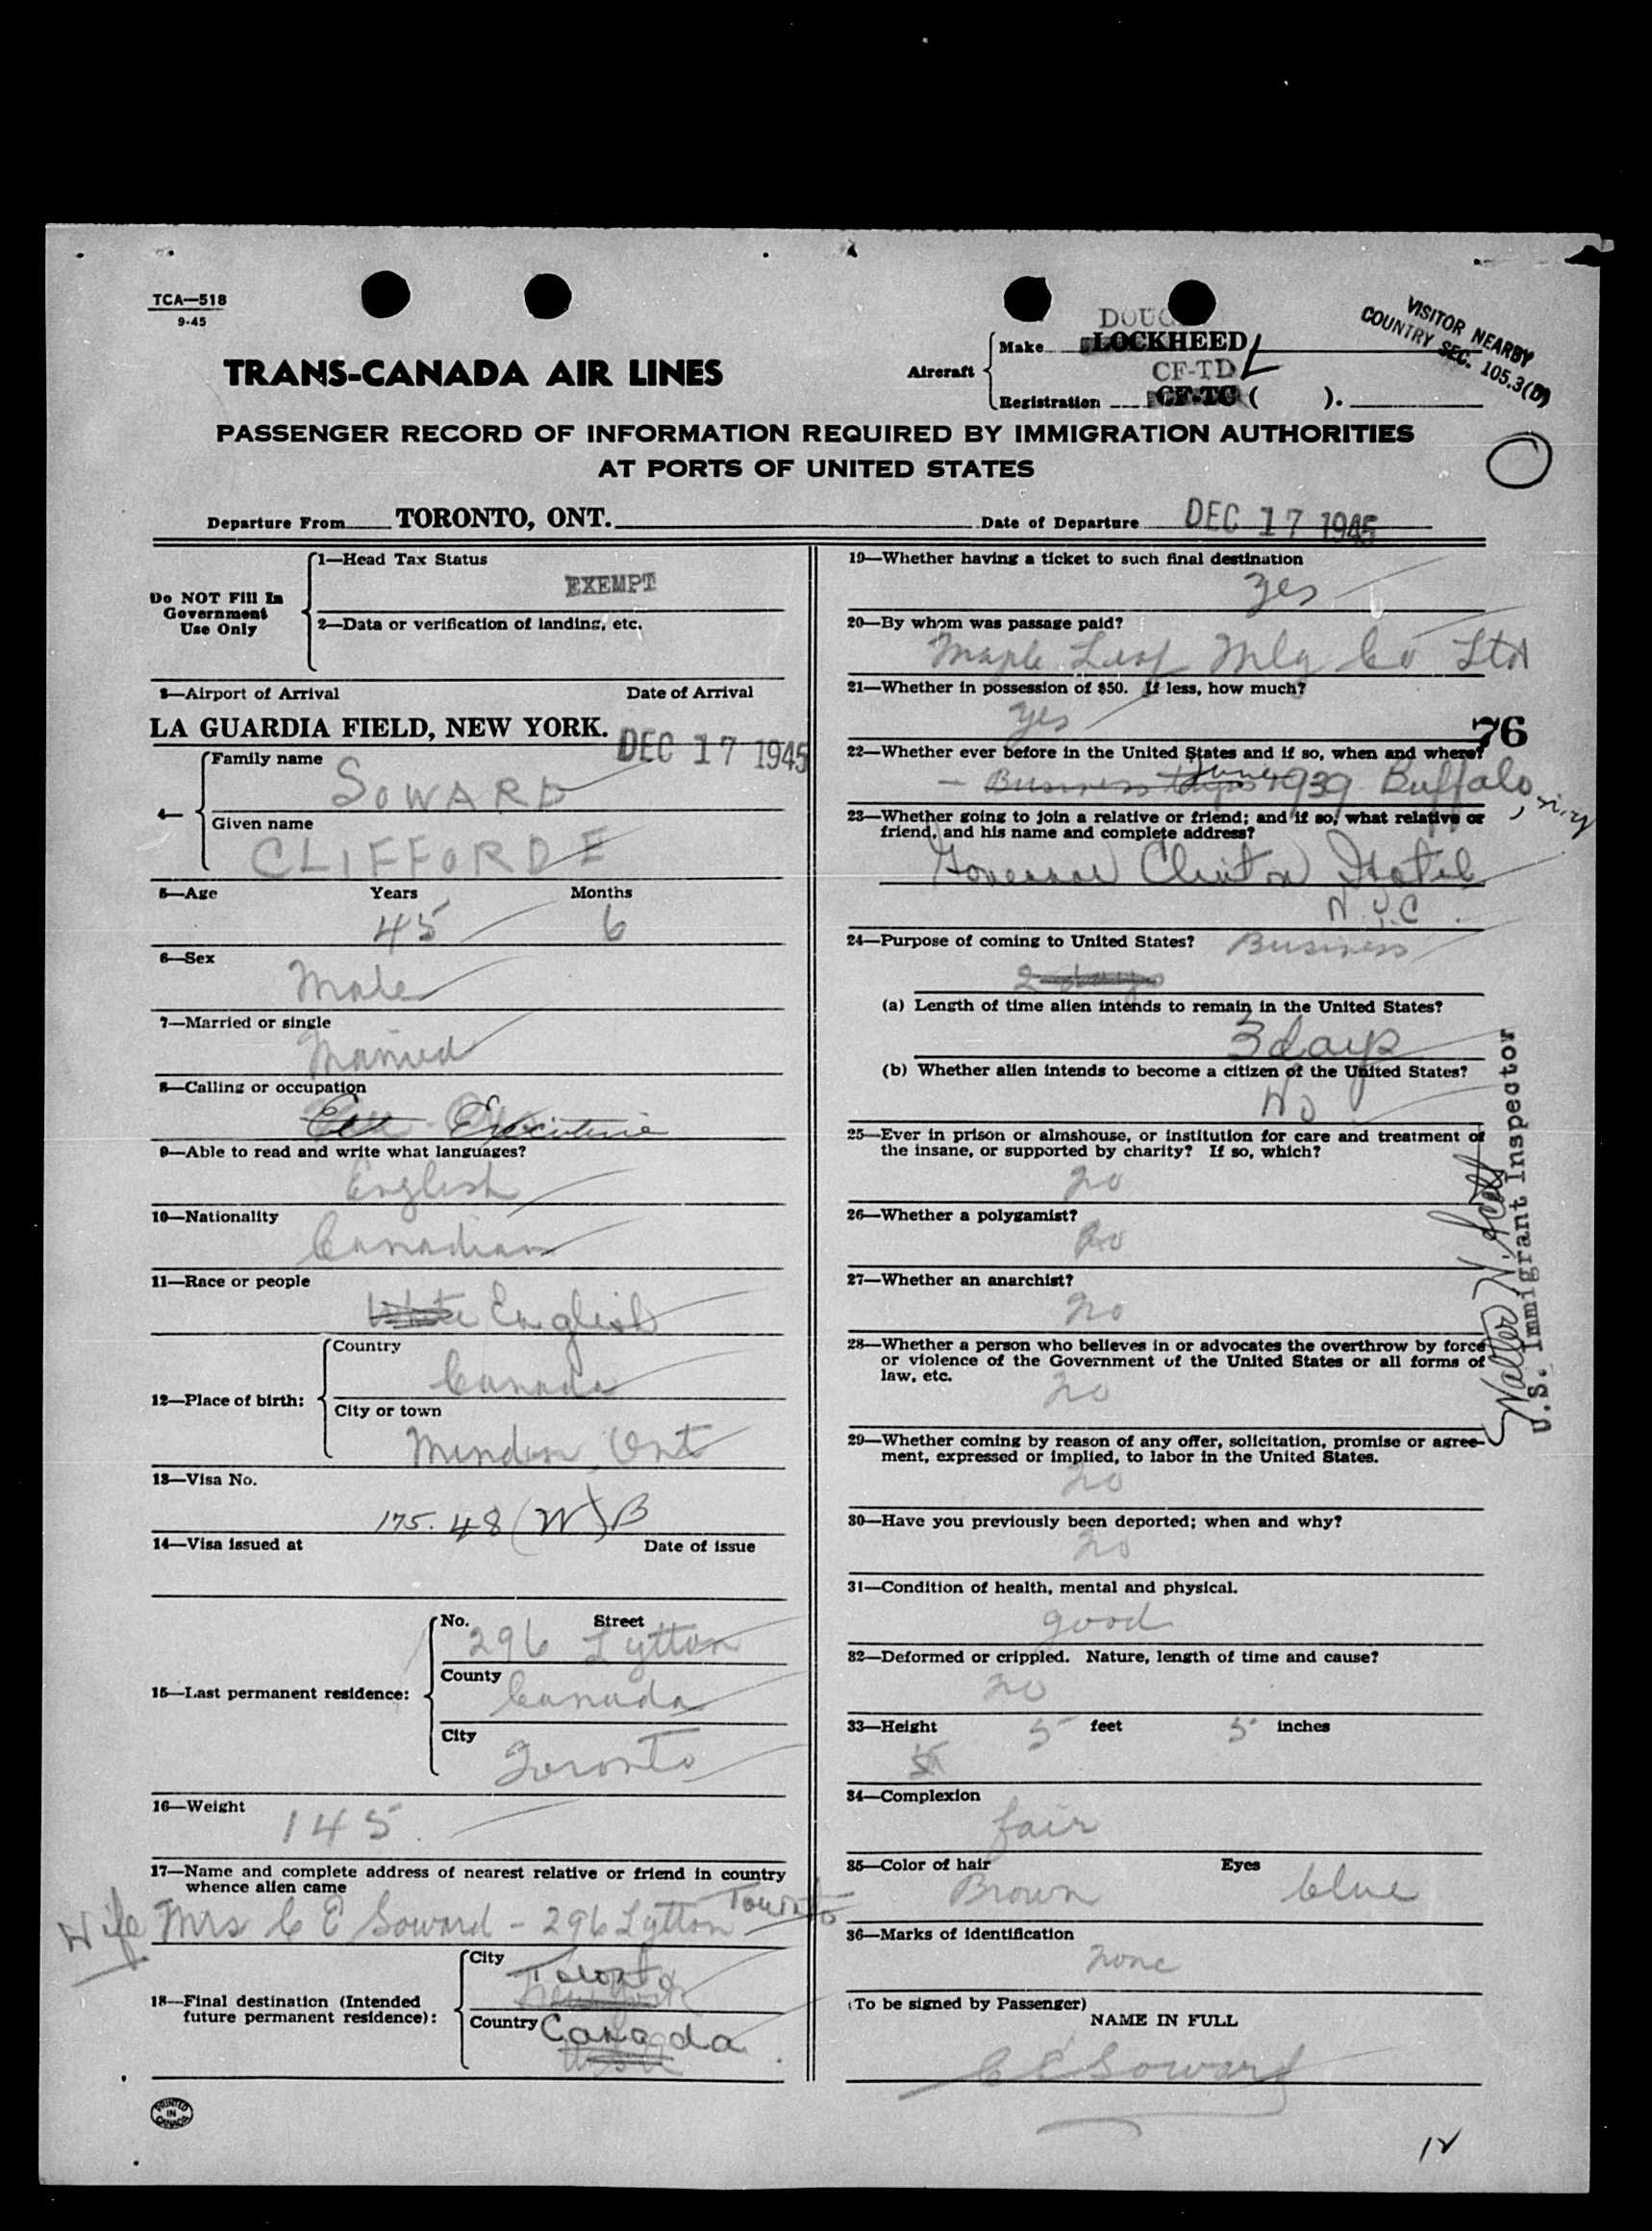 TCA—518
9-45
TRANS-CANADA AIR LINES
DOUG
Aircraft
Make LOCKHEED
CF-TD
Registration CF-TC ( ).
VISITOR NEARBY
COUNTRY SEC. 105.3(D)
PASSENGER RECORD OF INFORMATION REQUIRED BY IMMIGRATION AUTHORITIES
AT PORTS OF UNITED STATES
Departure From TORONTO, ONT. Date of Departure DEC 17 1945
Do NOT Fill In
Government
Use Only
1—Head Tax Status
EXEMPT
2—Data or verification of landing, etc.
3—Airport of Arrival Date of Arrival
LA GUARDIA FIELD, NEW YORK. DEC 17 1945
4—
Family name
SOWARD
Given name
CLIFFORD E
5—Age Years Months
45 6
6—Sex
Male
7—Married or single
Married
8—Calling or occupation
Executive
9—Able to read and write what languages?
English
10—Nationality
Canadian
11—Race or people
White English
12—Place of birth:
Country
Canada
City or town
Minden, Ont
13—Visa No.
175.48 (W) B
14—Visa issued at Date of issue
15—Last permanent residence:
No. Street
296 Lytton
County
Canada
City
Toronto
16—Weight
145.
17—Name and complete address of nearest relative or friend in country
whence alien came
Wife Mrs C E Soward - 296 Lytton Toronto
18—Final destination (Intended
future permanent residence):
City
Toronto
New York
Country Canada
PRINTED
IN
CANADA
19—Whether having a ticket to such final destination
Yes
20—By whom was passage paid?
Maple Leaf Mlg Co Ltd
21—Whether in possession of $50. If less, how much?
Yes
76
22—Whether ever before in the United States and if so, when and where?
— Business trips June 1939 Buffalo, N.Y.
23—Whether going to join a relative or friend; and if so, what relative or
friend, and his name and complete address?
Governor Clinton Hotel
N.Y.C.
24—Purpose of coming to United States? Business
2 days
(a) Length of time alien intends to remain in the United States?
3 days
(b) Whether alien intends to become a citizen of the United States?
No
25—Ever in prison or almshouse, or institution for care and treatment of
the insane, or supported by charity? If so, which?
no
26—Whether a polygamist?
no
27—Whether an anarchist?
no
28—Whether a person who believes in or advocates the overthrow by force
or violence of the Government of the United States or all forms of
law, etc.
no
29—Whether coming by reason of any offer, solicitation, promise or agree-
ment, expressed or implied, to labor in the United States.
no
30—Have you previously been deported; when and why?
no
31—Condition of health, mental and physical.
good
32—Deformed or crippled. Nature, length of time and cause?
no
33—Height 5 feet 5 inches
34—Complexion
fair
35—Color of hair Eyes
Brown blue
36—Marks of identification
none
(To be signed by Passenger)
NAME IN FULL
C E Soward
Walter N. Scott
U.S. Immigrant Inspector